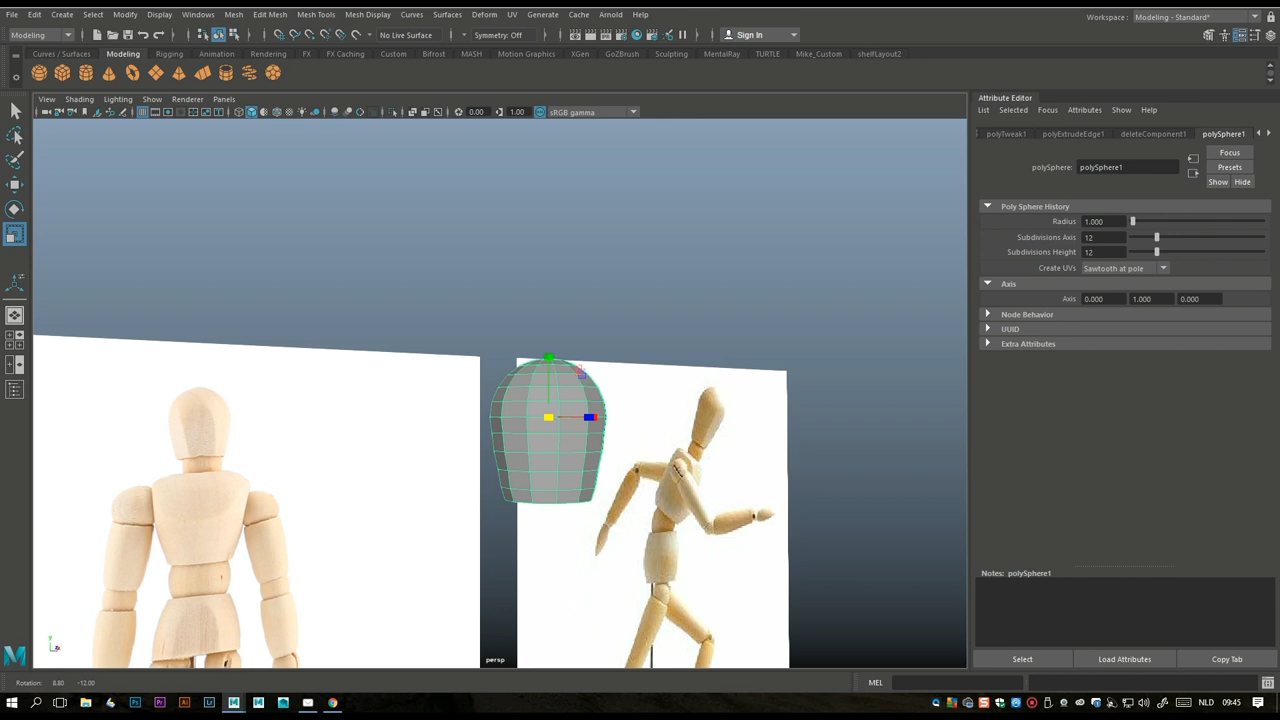 File Edit Create Select Modify Display Windows Mesh Edit Mesh Mesh Tools Mesh Display Curves Surfaces Deform UV Generate Cache Arnold Help
Workspace : Modeling - Standard*
Modeling No Live Surface Symmetry: Off Sign In
Curves / Surfaces Modeling Rigging Animation Rendering FX FX Caching Custom Bifrost MASH Motion Graphics XGen GoZBrush Sculpting MentalRay TURTLE Mike_Custom shelfLayout2
View Shading Lighting Show Renderer Panels
0.00 1.00 sRGB gamma
Attribute Editor
List Selected Focus Attributes Show Help
polyTweak1 polyExtrudeEdge1 deleteComponent1 polySphere1
Focus
polySphere: polySphere1
Presets
Show Hide
Poly Sphere History
Radius 1.000
Subdivisions Axis 12
Subdivisions Height 12
Create UVs Sawtooth at pole
Axis
Axis 0.000 1.000 0.000
Node Behavior
UUID
Extra Attributes
Notes: polySphere1
y
persp
Select Load Attributes Copy Tab
Rotation: 8.80 -12.00
MEL
NLD 09:45